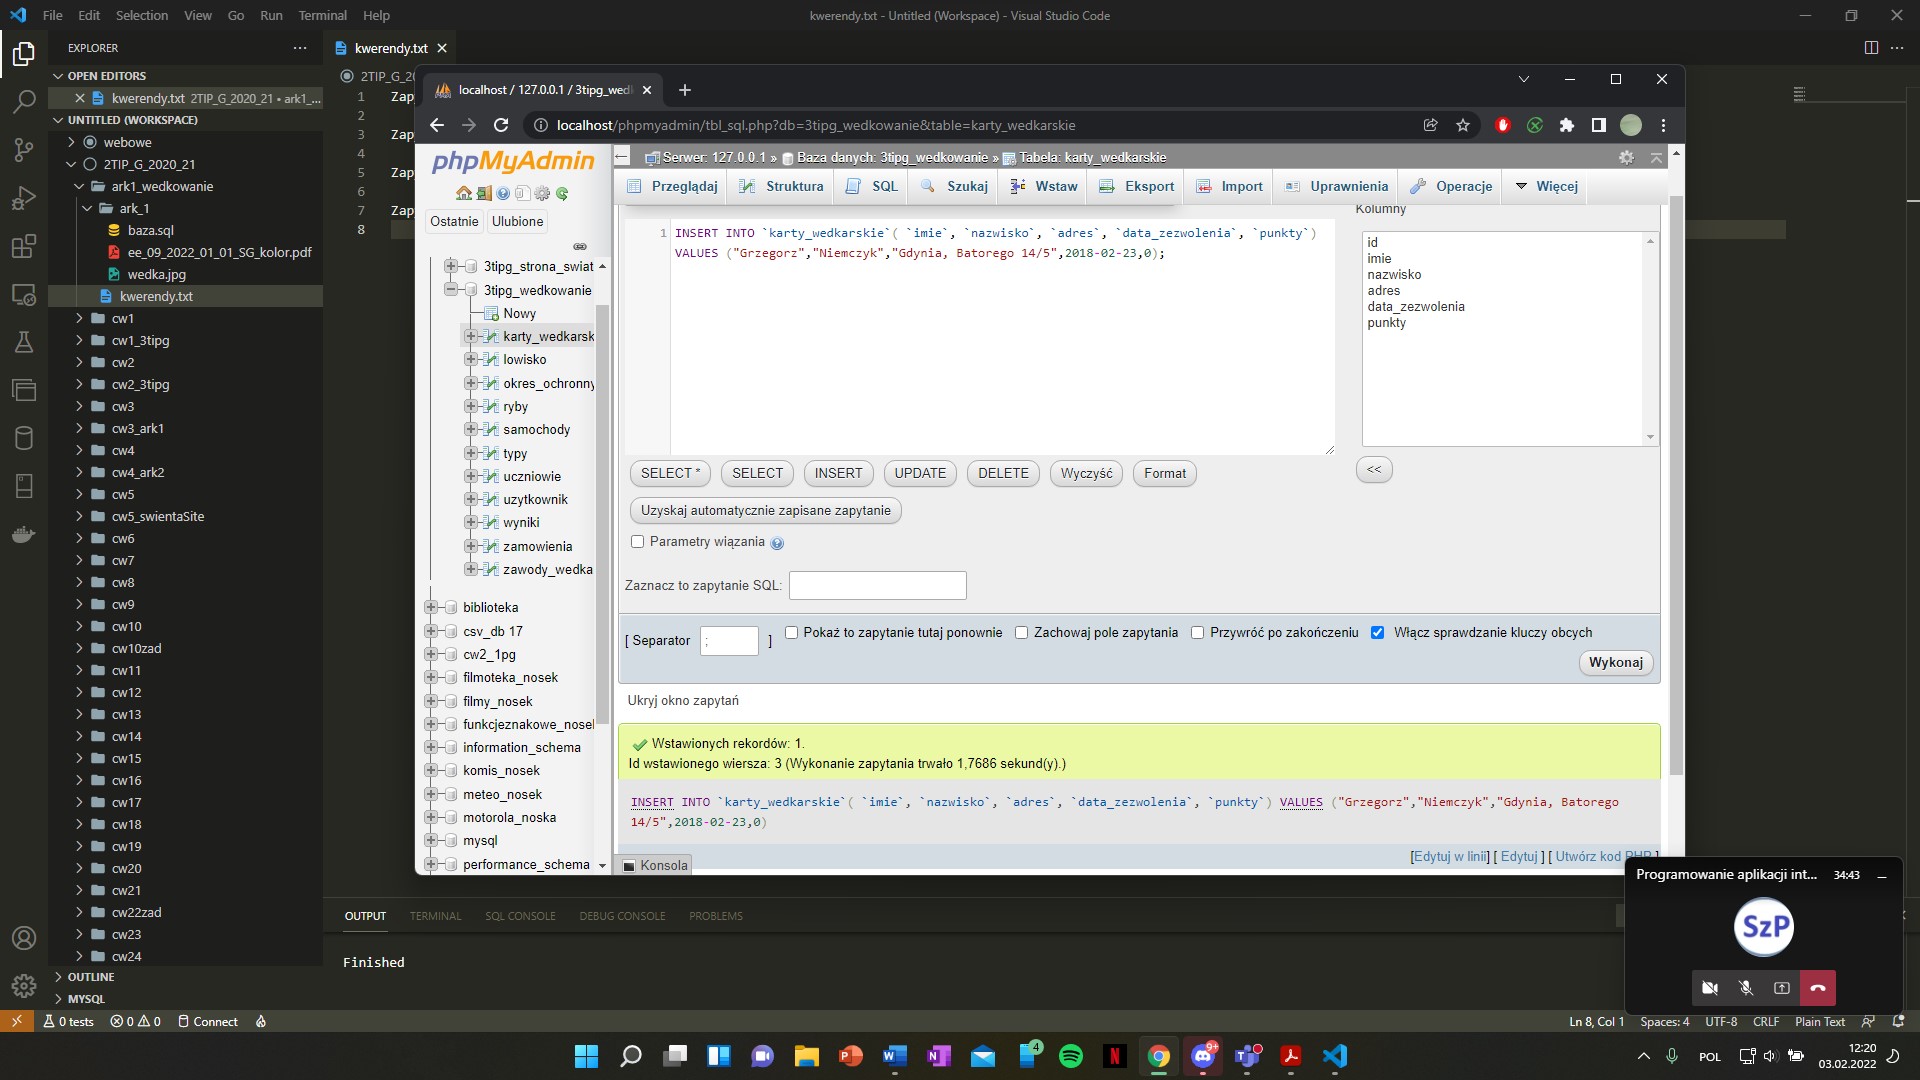 File Edit Selection View Go Run Terminal Help
kwerendy.txt - Untitled (Workspace) - Visual Studio Code
EXPLORER
OPEN EDITORS
kwerendy.txt 2TIP_G_2020_21 • ark1_...
UNTITLED (WORKSPACE)
webowe
2TIP_G_2020_21
ark1_wedkowanie
ark_1
baza.sql
ee_09_2022_01_01_SG_kolor.pdf
wedka.jpg
kwerendy.txt
cw1
cw1_3tipg
cw2
cw2_3tipg
cw3
cw3_ark1
cw4
cw4_ark2
cw5
cw5_swientaSite
cw6
cw7
cw8
cw9
cw10
cw10zad
cw11
cw12
cw13
cw14
cw15
cw16
cw17
cw18
cw19
cw20
cw21
cw22zad
cw23
cw24
OUTLINE
MYSQL
kwerendy.txt
2TIP_G_20
1 Zap
2
3 Zap
4
5 Zap
6
7 Zap
8
localhost / 127.0.0.1 / 3tipg_wed
localhost/phpmyadmin/tbl_sql.php?db=3tipg_wedkowanie&table=karty_wedkarskie
phpMyAdmin
Ostatnie Ulubione
3tipg_strona_swiat
3tipg_wedkowanie
Nowy
karty_wedkarsk
lowisko
okres_ochronny
ryby
samochody
typy
uczniowie
uzytkownik
wyniki
zamowienia
zawody_wedka
biblioteka
csv_db 17
cw2_1pg
filmoteka_nosek
filmy_nosek
funkcjeznakowe_nosel
information_schema
komis_nosek
meteo_nosek
motorola_noska
mysql
performance_schema
Serwer: 127.0.0.1 » Baza danych: 3tipg_wedkowanie » Tabela: karty_wedkarskie
Przeglądaj Struktura SQL Szukaj Wstaw Eksport Import Uprawnienia Operacje Więcej
1 INSERT INTO `karty_wedkarskie`( `imie`, `nazwisko`, `adres`, `data_zezwolenia`, `punkty`)
VALUES ("Grzegorz","Niemczyk","Gdynia, Batorego 14/5",2018-02-23,0);
Kolumny
id
imie
nazwisko
adres
data_zezwolenia
punkty
<<
SELECT * SELECT INSERT UPDATE DELETE Wyczyść Format
Uzyskaj automatycznie zapisane zapytanie
Parametry wiązania
Zaznacz to zapytanie SQL:
[ Separator ; ] Pokaż to zapytanie tutaj ponownie Zachowaj pole zapytania Przywróć po zakończeniu Włącz sprawdzanie kluczy obcych
Wykonaj
Ukryj okno zapytań
Wstawionych rekordów: 1.
Id wstawionego wiersza: 3 (Wykonanie zapytania trwało 1,7686 sekund(y).)
INSERT INTO `karty_wedkarskie`( `imie`, `nazwisko`, `adres`, `data_zezwolenia`, `punkty`) VALUES ("Grzegorz","Niemczyk","Gdynia, Batorego
14/5",2018-02-23,0)
[Edytuj w linii] [ Edytuj ] [ Utwórz kod PHP ]
Konsola
OUTPUT TERMINAL SQL CONSOLE DEBUG CONSOLE PROBLEMS
Finished
Programowanie aplikacji int... 34:43
SzP
0 tests 0 0 Connect
Ln 8, Col 1 Spaces: 4 UTF-8 CRLF Plain Text
4
9+
POL
12:20
03.02.2022